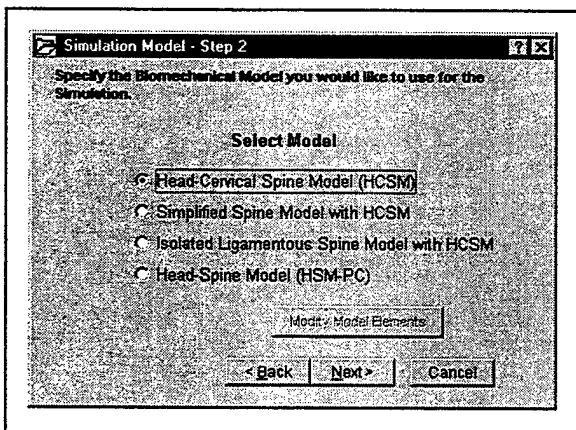 Simulation Model - Step 2
Specify the Biomechanical Model you would like to use for the
Simulation.
Select Model
Head-Cervical Spine Model (HCSM)
Simplified Spine Model with HCSM
Isolated Ligamentous Spine Model with HCSM
Head-Spine Model (HSM-PC)
Modify Model Elements
< Back
Next >
Cancel